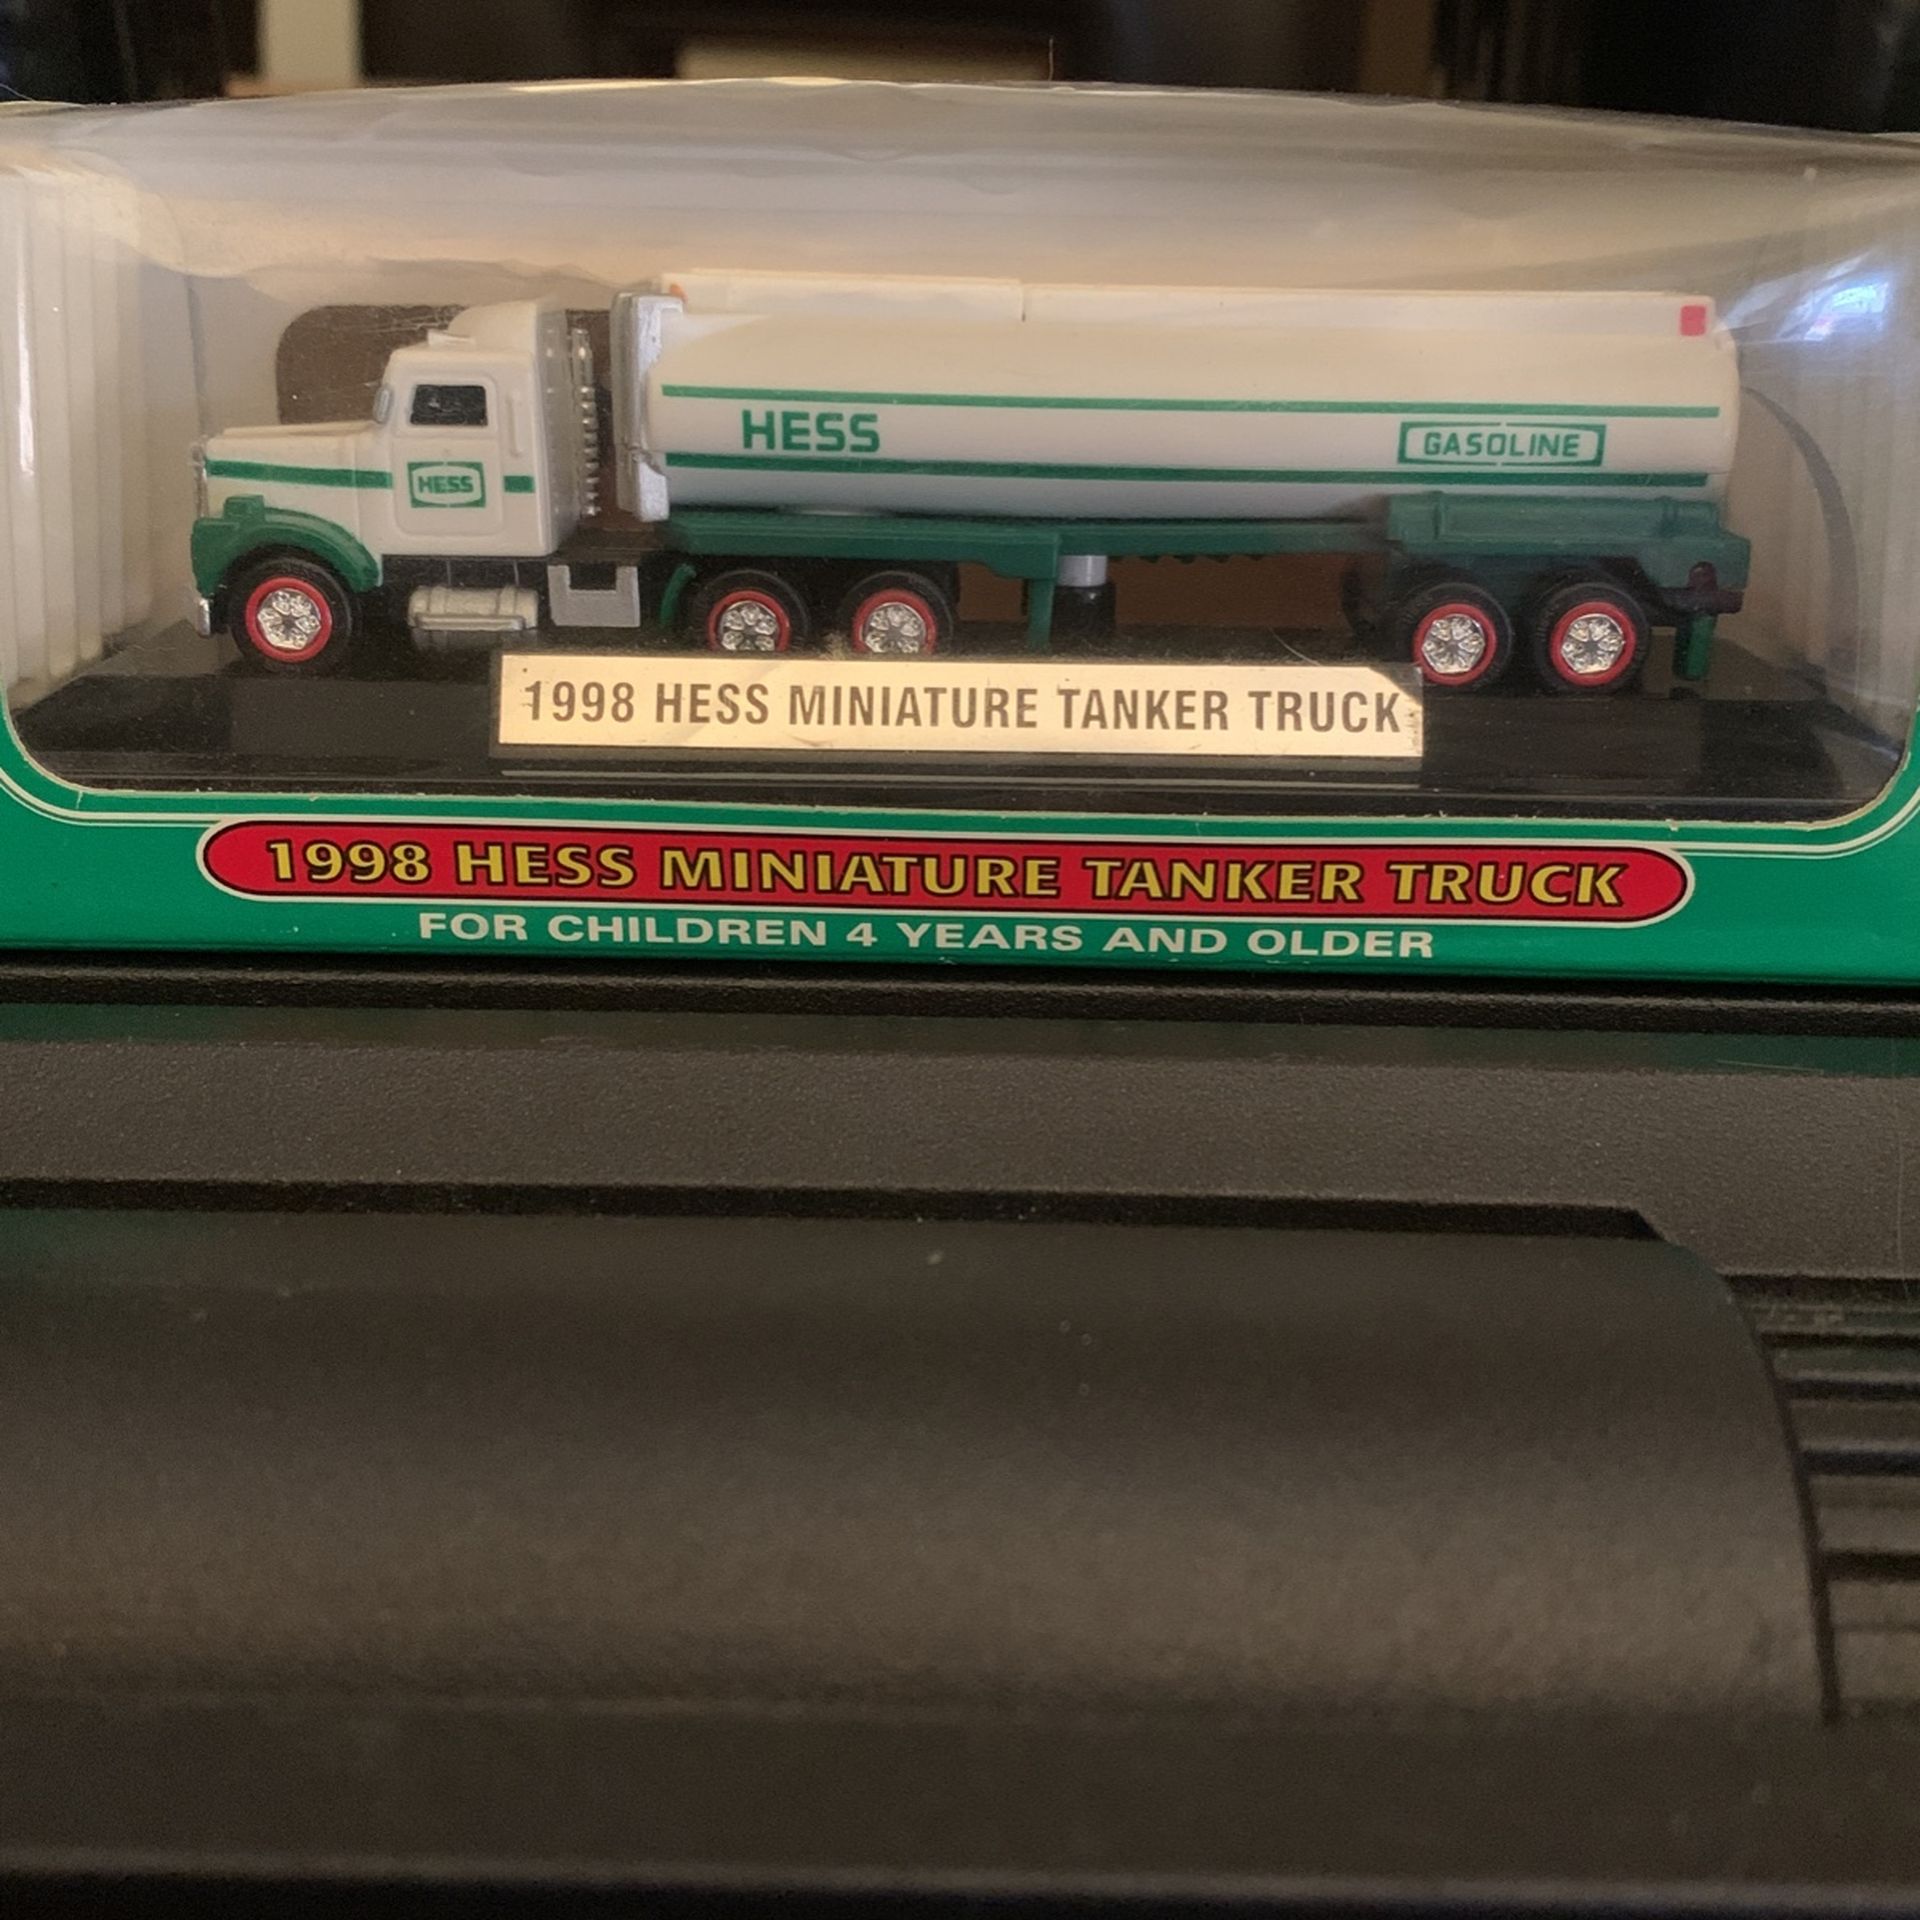 HESS
GASOLINE
HESS
1998 HESS MINIATURE TANKER TRUCK
1998 HESS MINIATURE TANKER TRUCK
FOR CHILDREN 4 YEARS AND OLDER